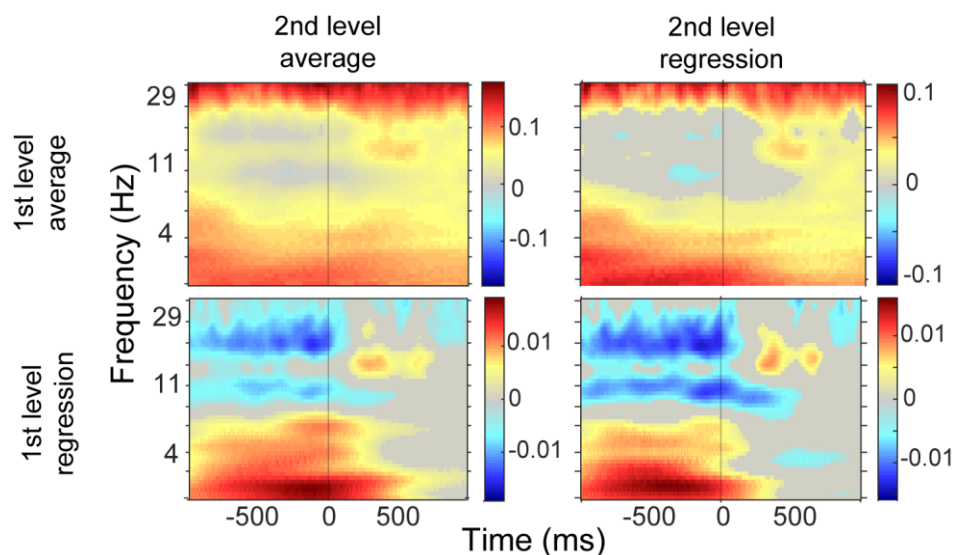 2nd level
average
2nd level
regression
1st level
average
1st level
regression
Frequency (Hz)
29
11
4
0.1
0
-0.1
0.1
0
-0.1
29
11
4
0.01
0
-0.01
0.01
0
-0.01
-500
0
500
-500
0
500
Time (ms)